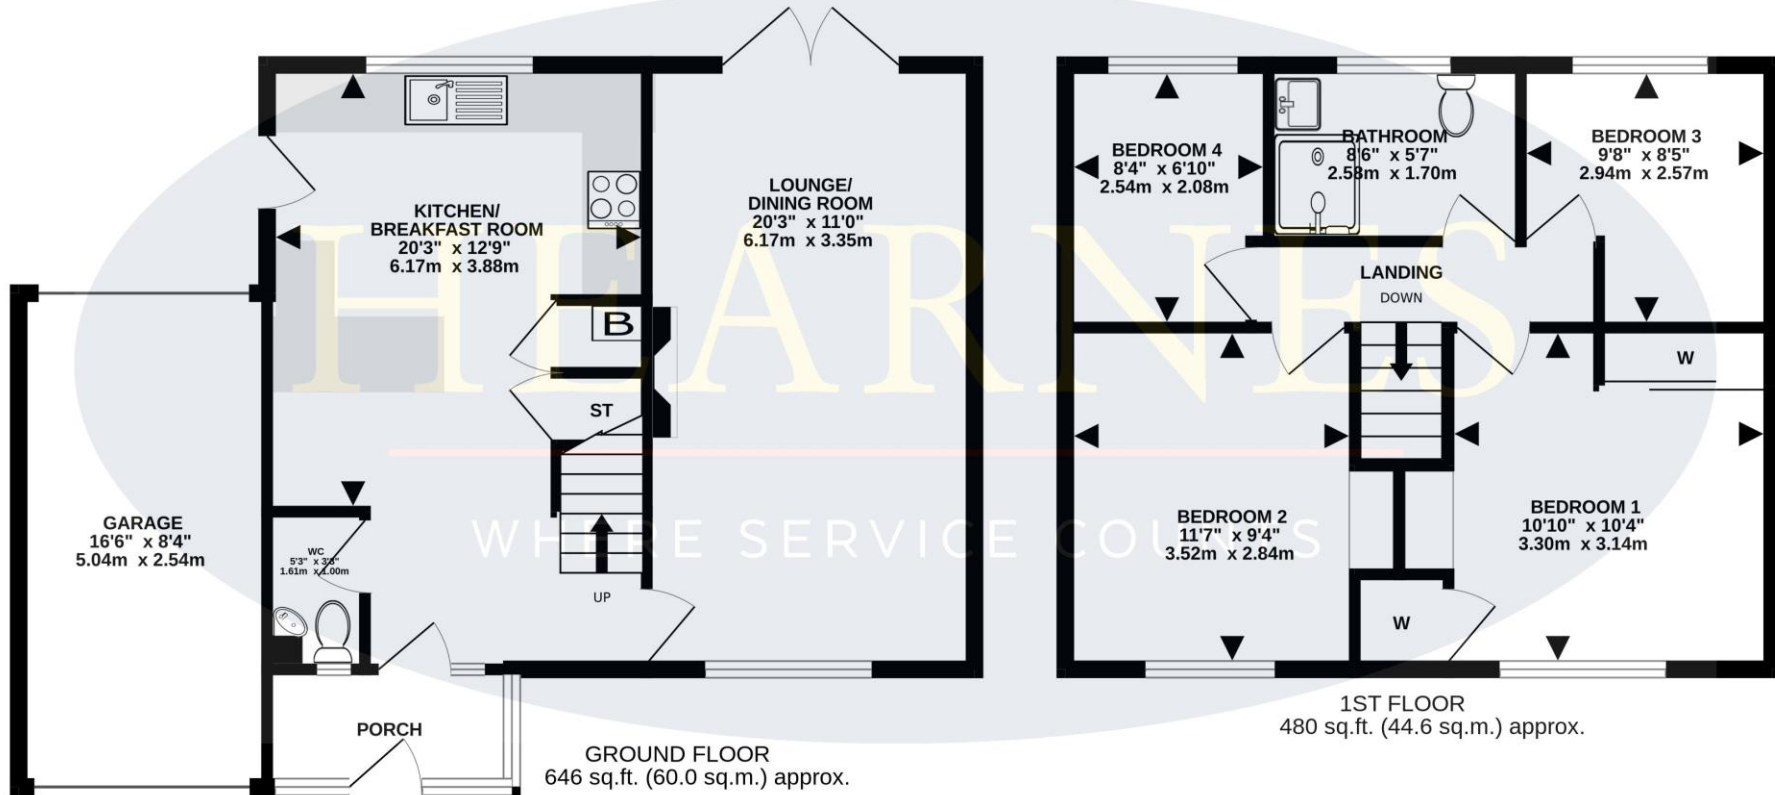 KITCHEN/
BREAKFAST ROOM
20'3" x 12'9"
6.17m x 3.88m
LOUNGE/
DINING ROOM
20'3" x 11'0"
6.17m x 3.35m
B
ST
UP
GARAGE
16'6" x 8'4"
5.04m x 2.54m
WC
5'3" x 3'3"
1.61m x 1.00m
PORCH
GROUND FLOOR
646 sq.ft. (60.0 sq.m.) approx.
BEDROOM 4
8'4" x 6'10"
2.54m x 2.08m
BATHROOM
8'6" x 5'7"
2.58m x 1.70m
BEDROOM 3
9'8" x 8'5"
2.94m x 2.57m
LANDING
DOWN
W
BEDROOM 2
11'7" x 9'4"
3.52m x 2.84m
BEDROOM 1
10'10" x 10'4"
3.30m x 3.14m
W
1ST FLOOR
480 sq.ft. (44.6 sq.m.) approx.
HEARNES
WHERE SERVICE COUNTS